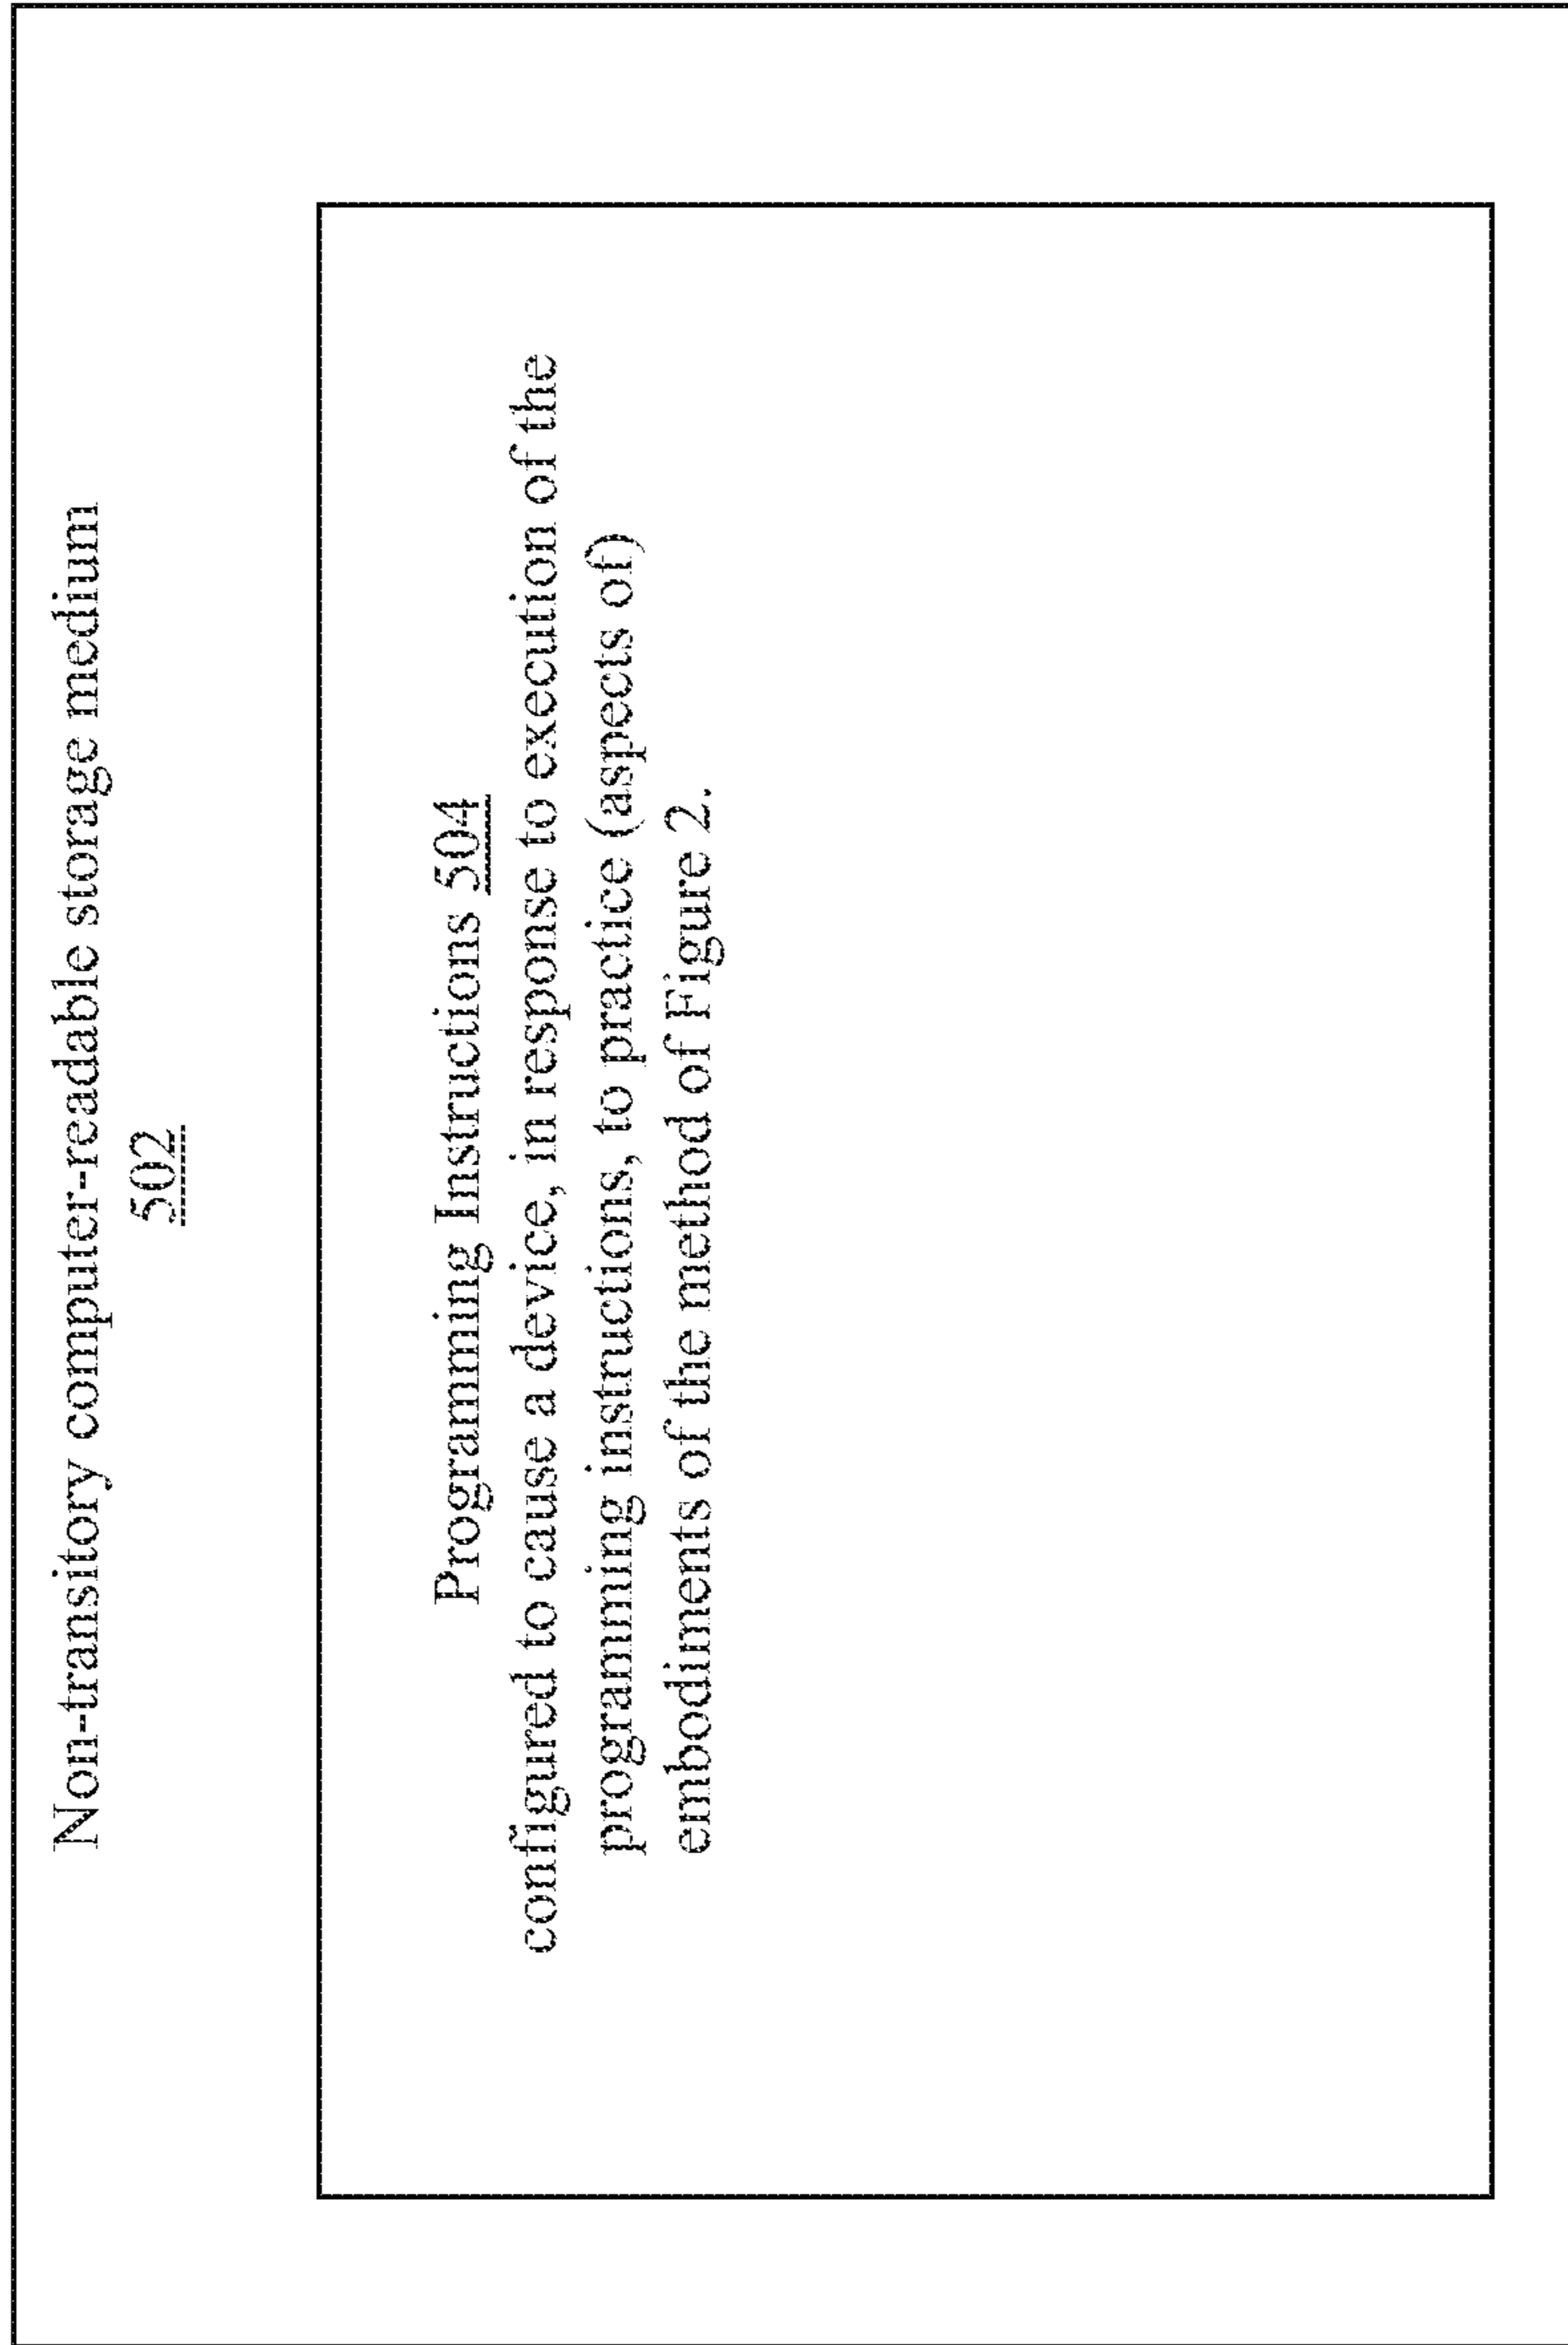 Non-transitory computer-readable storage medium
502
Programming Instructions 504
configured to cause a device, in response to execution of the
programming instructions, to practice (aspects of)
embodiments of the method of Figure 2.